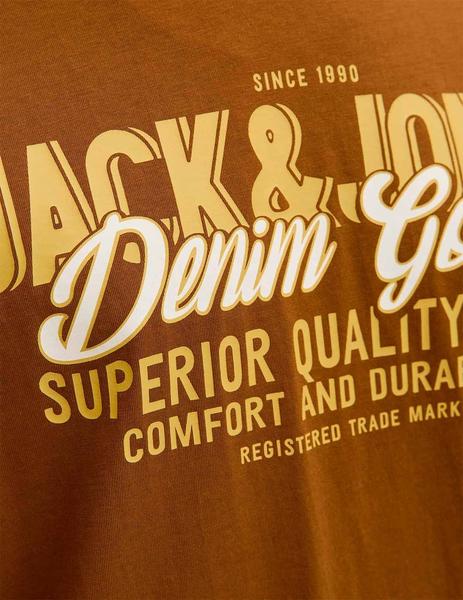 SINCE 1990
JACK & JO
Denim Go
SUPERIOR QUALITY
COMFORT AND DURA
REGISTERED TRADE MARK